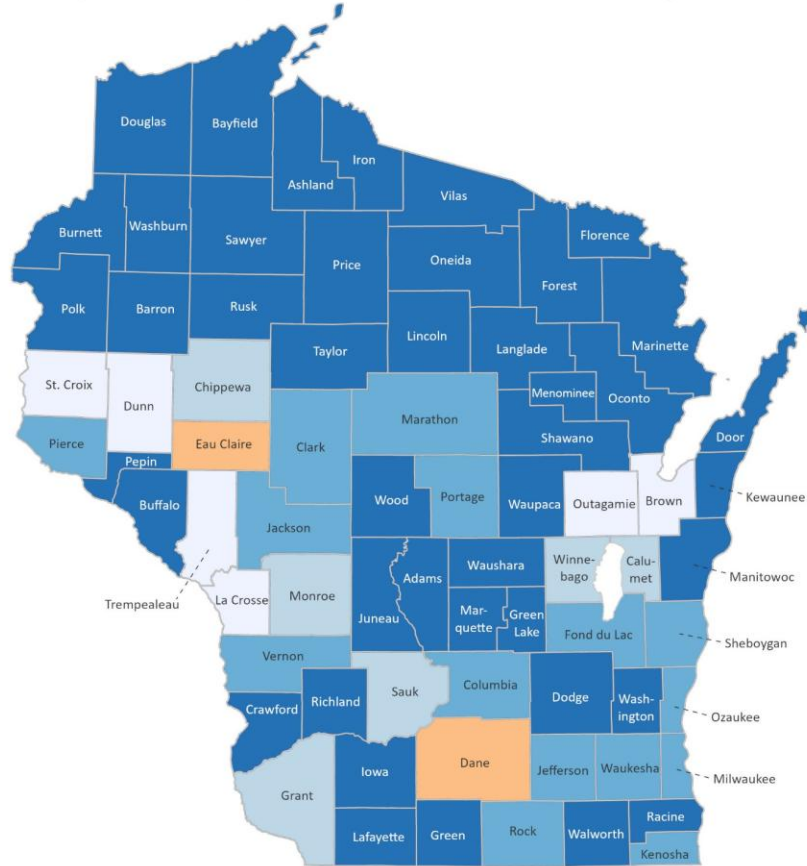 Douglas
Bayfield
Iron
Ashland
Vilas
Burnett
Washburn
Sawyer
Price
Oneida
Florence
Forest
Polk
Barron
Rusk
Lincoln
Marinette
Taylor
Langlade
St. Croix
Dunn
Chippewa
Menominee
Oconto
Marathon
Shawano
Door
Pierce
Eau Claire
Clark
Pepin
Buffalo
Wood
Portage
Waupaca
Outagamie
Brown
Kewaunee
Jackson
Trempealeau
La Crosse
Monroe
Juneau
Adams
Waushara
Winne-
bago
Calu-
met
Manitowoc
Mar-
quette
Green
Lake
Fond du Lac
Sheboygan
Vernon
Sauk
Columbia
Dodge
Wash-
ington
Ozaukee
Crawford
Richland
Iowa
Dane
Jefferson
Waukesha
Milwaukee
Grant
Lafayette
Green
Rock
Walworth
Racine
Kenosha